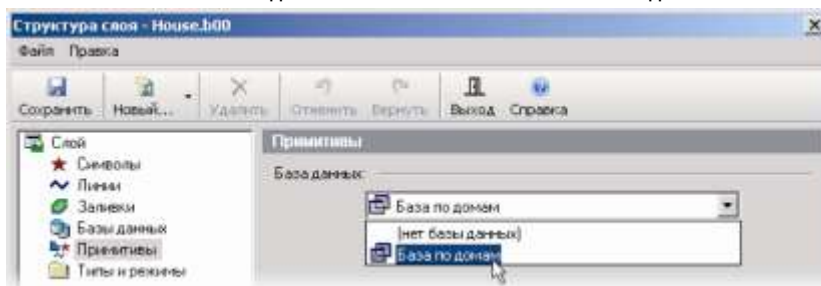 Структура слоя - House.b00
Файл Правка
Сохранить Новый... Удалить Отменить Вернуть Выход Справка
Слой
Символы
Линии
Заливки
Базы данных
Примитивы
Типы и режимы
Примитивы
База данных:
База по домам
(нет базы данных)
База по домам